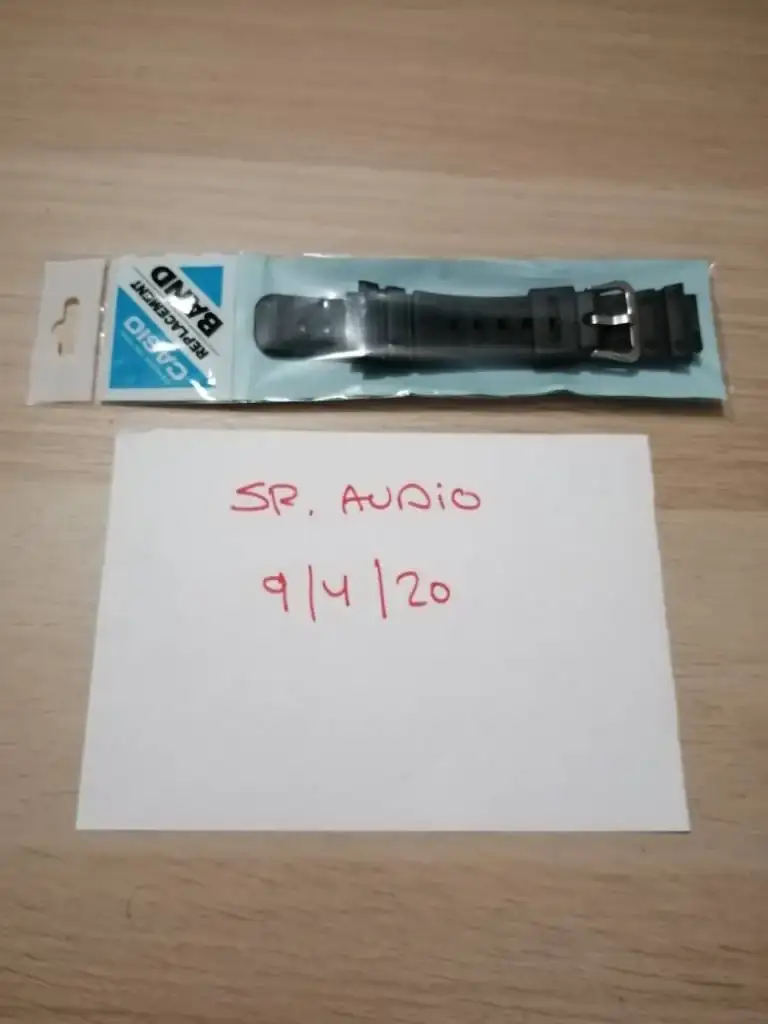 CASIO
REPLACEMENT
BAND
SR. AUDIO
9/4/20